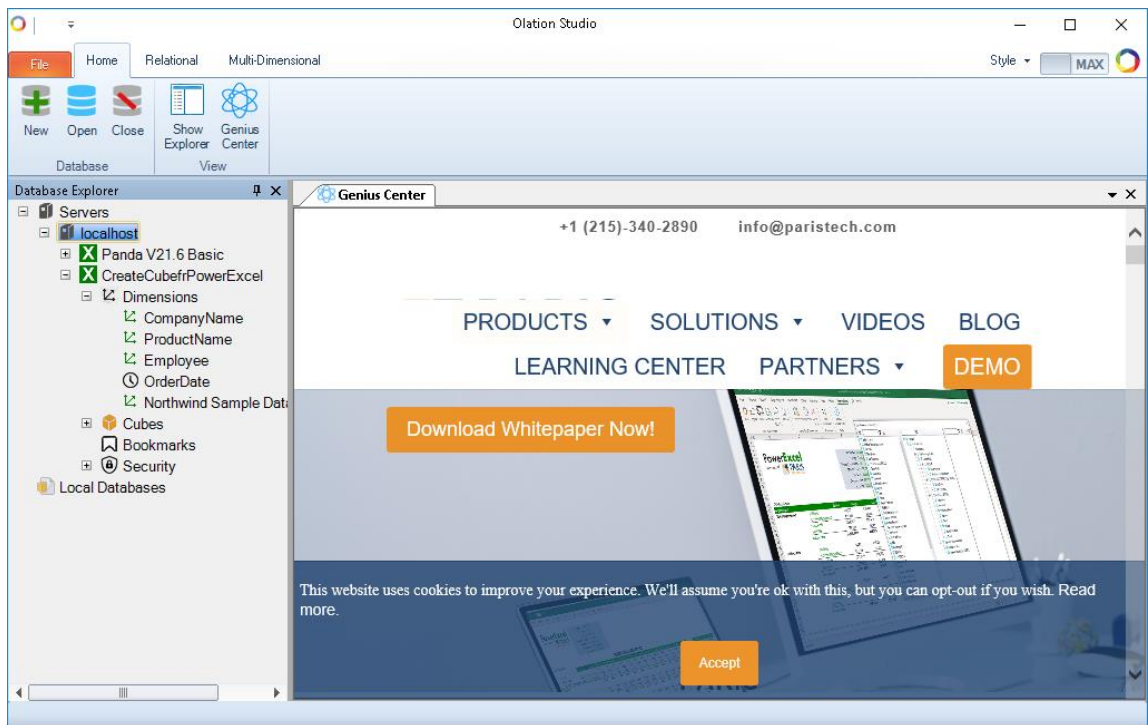 Olation Studio
File Home Relational Multi-Dimensional Style MAX
New Open Close Show Explorer Genius Center
Database View
Database Explorer
Genius Center
Servers
localhost
Panda V21.6 Basic
CreateCubefrPowerExcel
Dimensions
CompanyName
ProductName
Employee
OrderDate
Northwind Sample Data
Cubes
Bookmarks
Security
Local Databases
+1 (215)-340-2890 info@paristech.com
PRODUCTS SOLUTIONS VIDEOS BLOG
LEARNING CENTER PARTNERS DEMO
Download Whitepaper Now!
PowerExcel
This website uses cookies to improve your experience. We'll assume you're ok with this, but you can opt-out if you wish. Read
more.
Accept